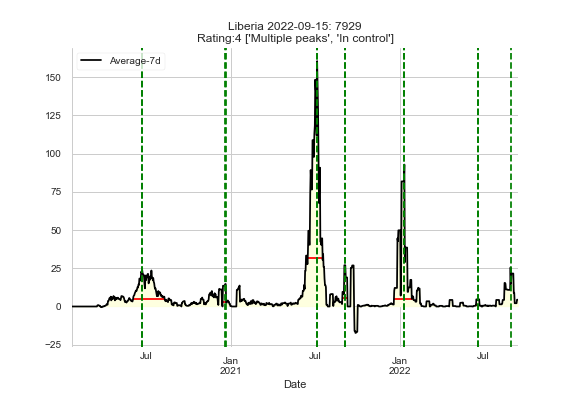 Liberia 2022-09-15: 7929
Rating:4 ['Multiple peaks', 'In control']
Average-7d
150
125
100
75
50
25
0
−25
Jul
Jan
2021
Jul
Jan
2022
Jul
Date